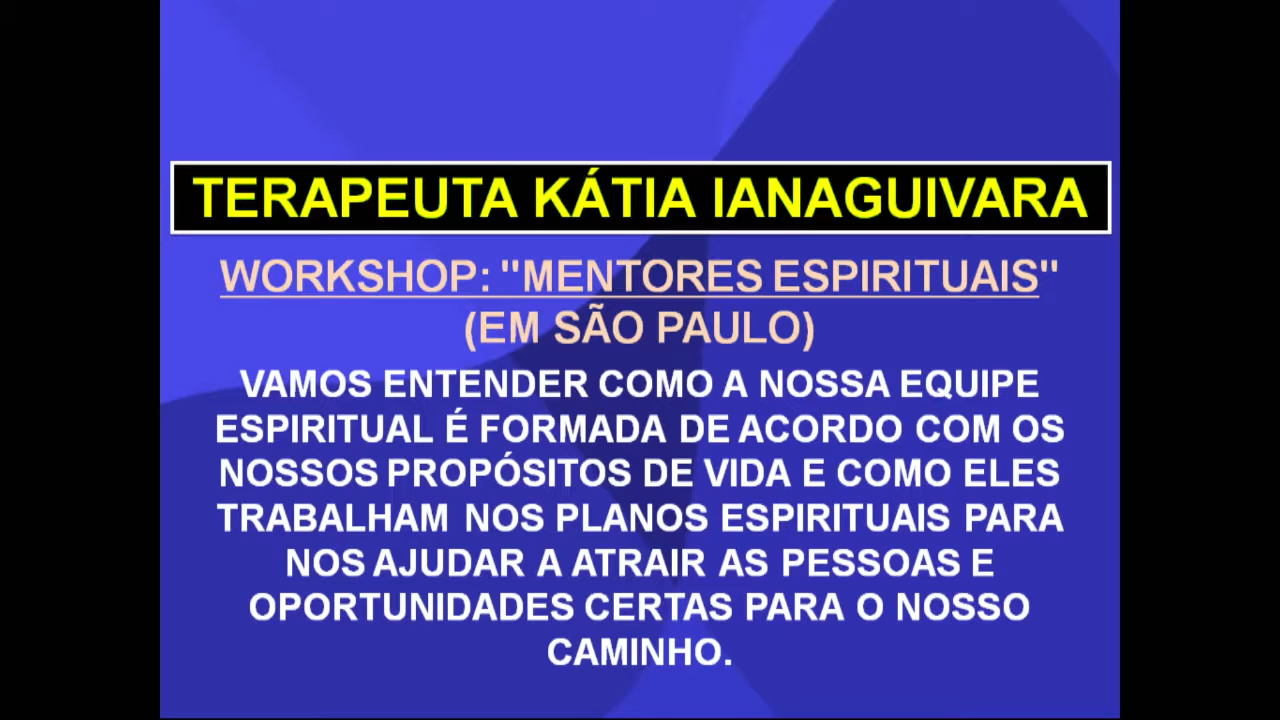 TERAPEUTA KÁTIA IANAGUIVARA
WORKSHOP: "MENTORES ESPIRITUAIS"
(EM SÃO PAULO)
VAMOS ENTENDER COMO A NOSSA EQUIPE
ESPIRITUAL É FORMADA DE ACORDO COM OS
NOSSOS PROPÓSITOS DE VIDA E COMO ELES
TRABALHAM NOS PLANOS ESPIRITUAIS PARA
NOS AJUDAR A ATRAIR AS PESSOAS E
OPORTUNIDADES CERTAS PARA O NOSSO
CAMINHO.